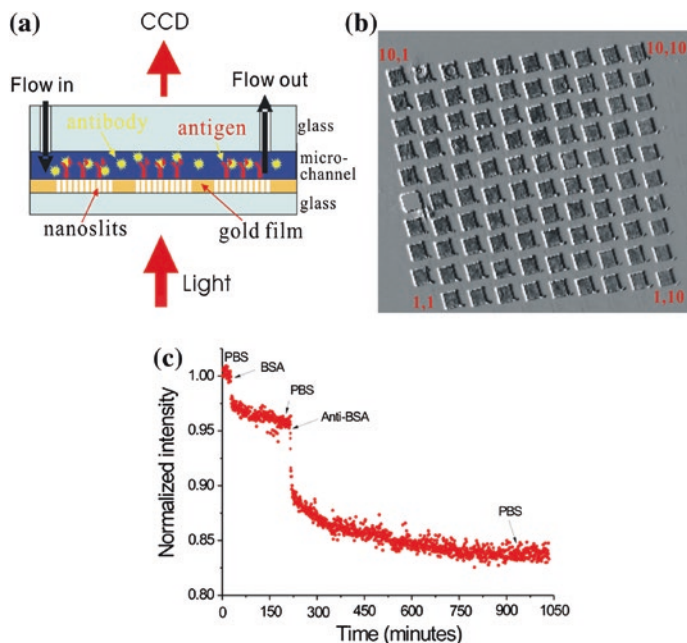 (a)
CCD
Flow in
Flow out
antibody
antigen
glass
micro-
channel
glass
nanoslits
gold film
Light
(b)
10,1
10,10
1,1
1,10
(c)
PBS
BSA
PBS
Anti-BSA
PBS
Normalized intensity
1.00
0.95
0.90
0.85
0.80
0 150 300 450 600 750 900 1050
Time (minutes)